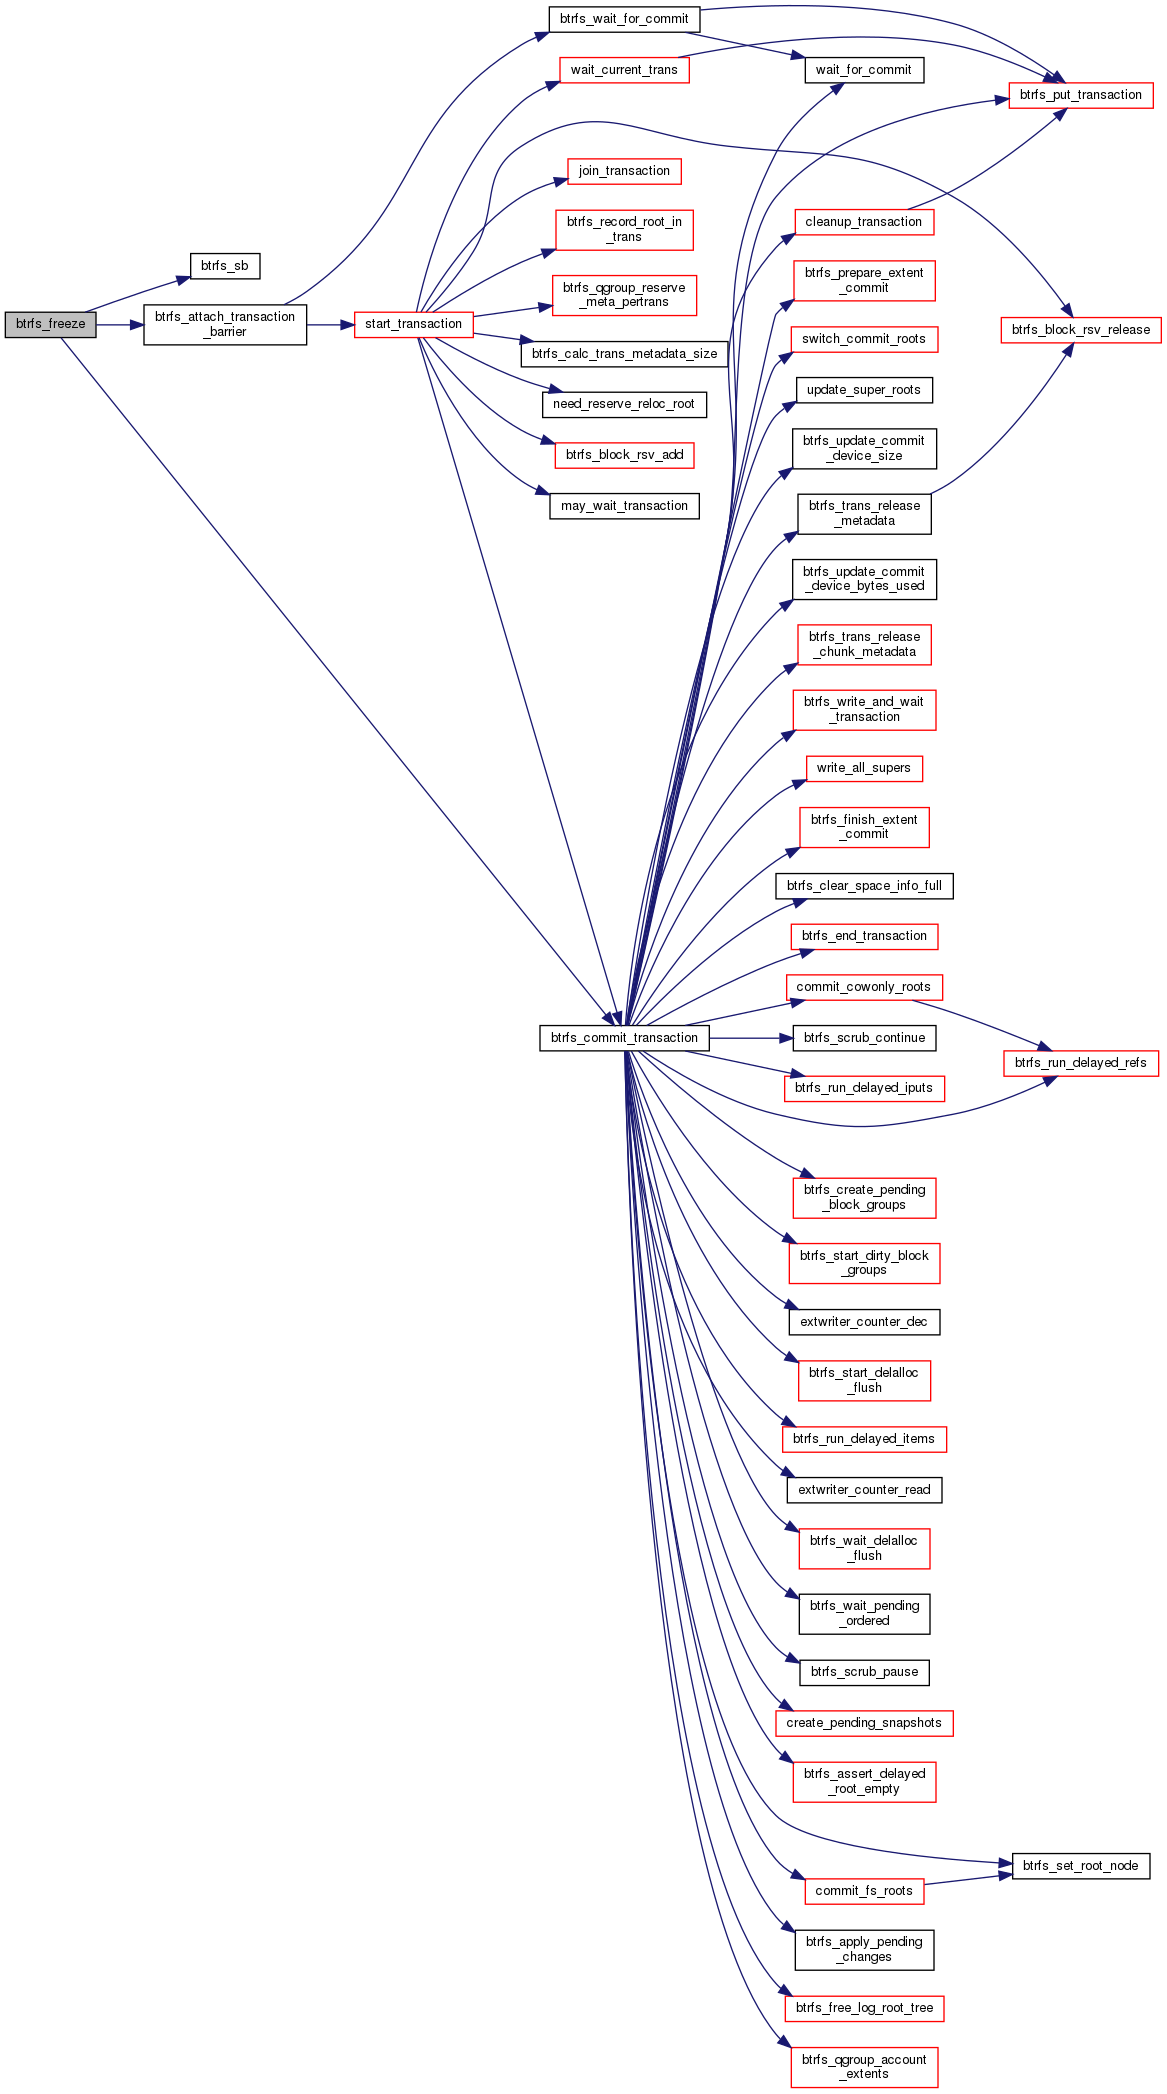 btrfs_wait_for_commit
wait_current_trans
wait_for_commit
btrfs_put_transaction
join_transaction
btrfs_record_root_in
_trans
cleanup_transaction
btrfs_sb
btrfs_prepare_extent
_commit
btrfs_qgroup_reserve
_meta_pertrans
btrfs_freeze
btrfs_attach_transaction
_barrier
start_transaction
btrfs_block_rsv_release
switch_commit_roots
btrfs_calc_trans_metadata_size
update_super_roots
need_reserve_reloc_root
btrfs_update_commit
_device_size
btrfs_block_rsv_add
may_wait_transaction
btrfs_trans_release
_metadata
btrfs_update_commit
_device_bytes_used
btrfs_trans_release
_chunk_metadata
btrfs_write_and_wait
_transaction
write_all_supers
btrfs_finish_extent
_commit
btrfs_clear_space_info_full
btrfs_end_transaction
commit_cowonly_roots
btrfs_commit_transaction
btrfs_scrub_continue
btrfs_run_delayed_refs
btrfs_run_delayed_iputs
btrfs_create_pending
_block_groups
btrfs_start_dirty_block
_groups
extwriter_counter_dec
btrfs_start_delalloc
_flush
btrfs_run_delayed_items
extwriter_counter_read
btrfs_wait_delalloc
_flush
btrfs_wait_pending
_ordered
btrfs_scrub_pause
create_pending_snapshots
btrfs_assert_delayed
_root_empty
btrfs_set_root_node
commit_fs_roots
btrfs_apply_pending
_changes
btrfs_free_log_root_tree
btrfs_qgroup_account
_extents